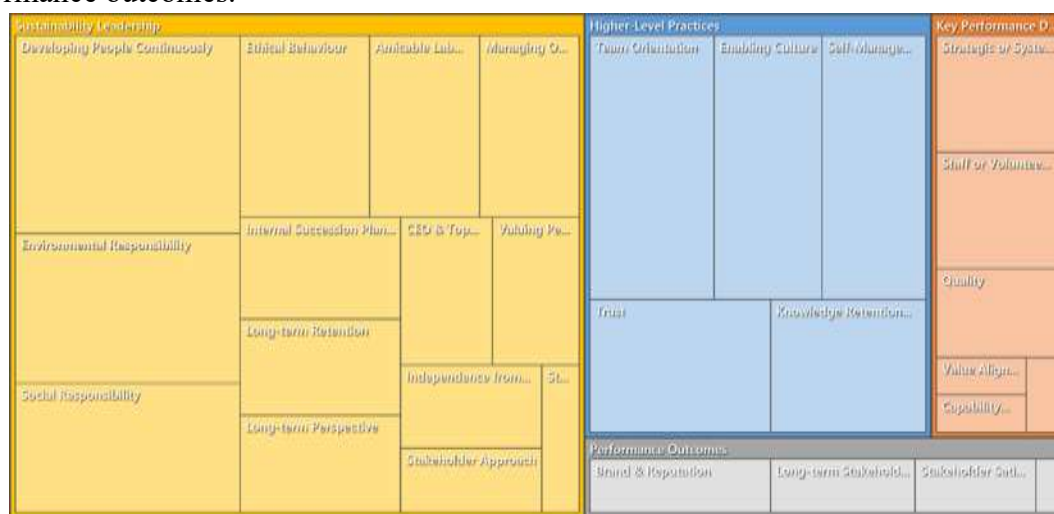 finance outcomes.
Sustainability Leadership
Developing People Continuously
Ethical Behaviour
Amicable Lab...
Managing O...
Environmental Responsibility
Internal Succession Plan...
CEO & Top...
Valuing Pe...
Long-term Retention
Social Responsibility
Independence from...
St...
Long-term Perspective
Stakeholder Approach
Higher-Level Practices
Team Orientation
Enabling Culture
Self-Manage...
Trust
Knowledge Retention...
Key Performance D...
Strategic or Syste...
Staff or Voluntee...
Quality
Value Align...
Capability...
Performance Outcomes
Brand & Reputation
Long-term Stakehold...
Stakeholder Sati...